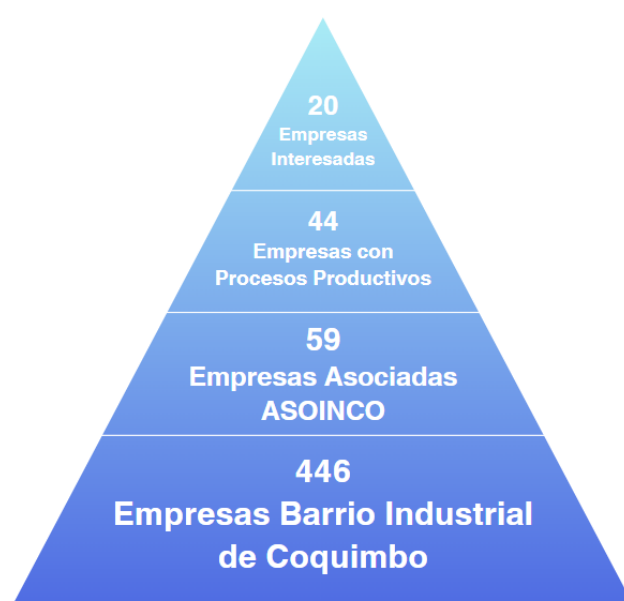 20
Empresas
Interesadas
44
Empresas con
Procesos Productivos
59
Empresas Asociadas
ASOINCO
446
Empresas Barrio Industrial
de Coquimbo